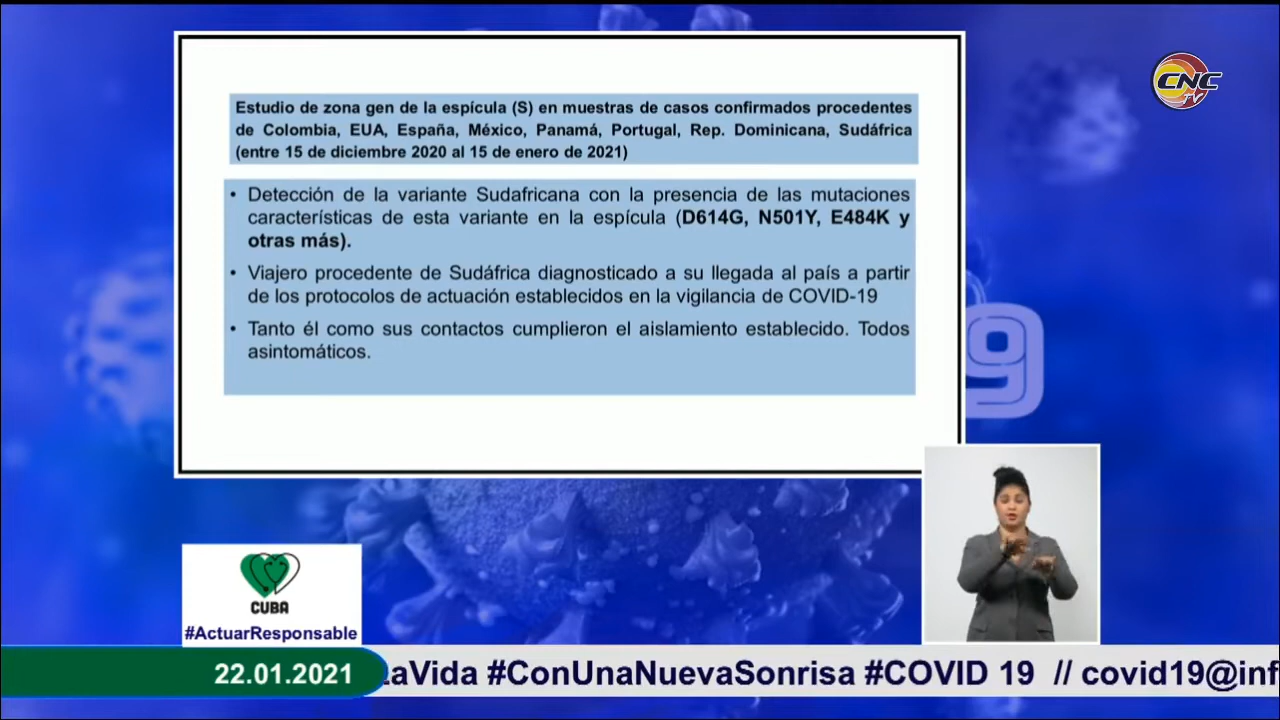 CNC
TV
Estudio de zona gen de la espícula (S) en muestras de casos confirmados procedentes
de Colombia, EUA, España, México, Panamá, Portugal, Rep. Dominicana, Sudáfrica
(entre 15 de diciembre 2020 al 15 de enero de 2021)
• Detección de la variante Sudafricana con la presencia de las mutaciones
características de esta variante en la espícula (D614G, N501Y, E484K y
otras más).
• Viajero procedente de Sudáfrica diagnosticado a su llegada al país a partir
de los protocolos de actuación establecidos en la vigilancia de COVID-19
• Tanto él como sus contactos cumplieron el aislamiento establecido. Todos
asintomáticos.
9
CUBA
#ActuarResponsable
22.01.2021
LaVida #ConUnaNuevaSonrisa #COVID 19 // covid19@inf